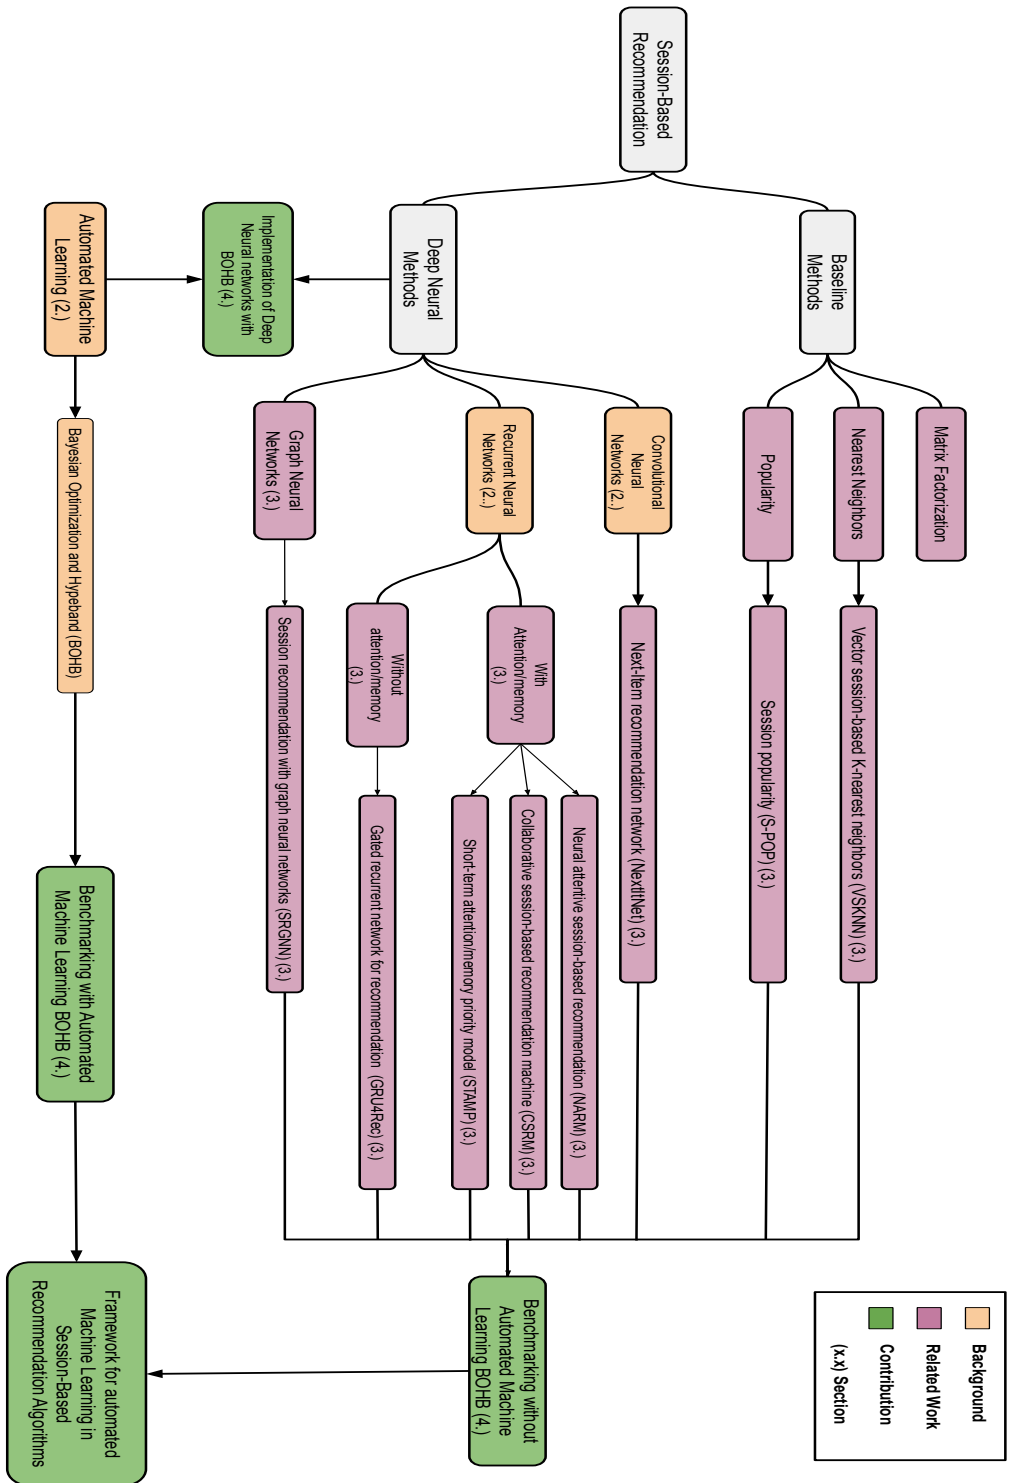 Session-Based
Recommendation
Baseline
Methods
Deep Neural
Methods
Implementation of Deep
Neural networks with
BOHB (4.)
Automated Machine
Learning (2.)
Matrix Factorization
Nearest Neighbors
Popularity
Convolutional
Neural
Networks (2..)
Recurrent Neural
Networks (2..)
Graph Neural
Networks (3.)
Bayesian Optimization and Hypeband (BOHB)
Vector session-based K-nearest neighbors (VSKNN) (3.)
Session popularity (S-POP) (3.)
Next-Item recommendation network (NextItNet) (3.)
With
Attention/memory
(3.)
Without
attention/memory
(3.)
Session recommendation with graph neural networks (SRGNN) (3.)
Neural attentive session-based recommendation (NARM) (3.)
Collaborative session-based recommendation machine (CSRM) (3.)
Short-term attention/memory priority model (STAMP) (3.)
Gated recurrent network for recommendation (GRU4Rec) (3.)
Benchmarking with Automated
Machine Learning BOHB (4.)
Benchmarking without
Automated Machine
Learning BOHB (4.)
Framework for automated
Machine Learning in
Session-Based
Recommendation Algorithms
Background
Related Work
Contribution
(x.x) Section